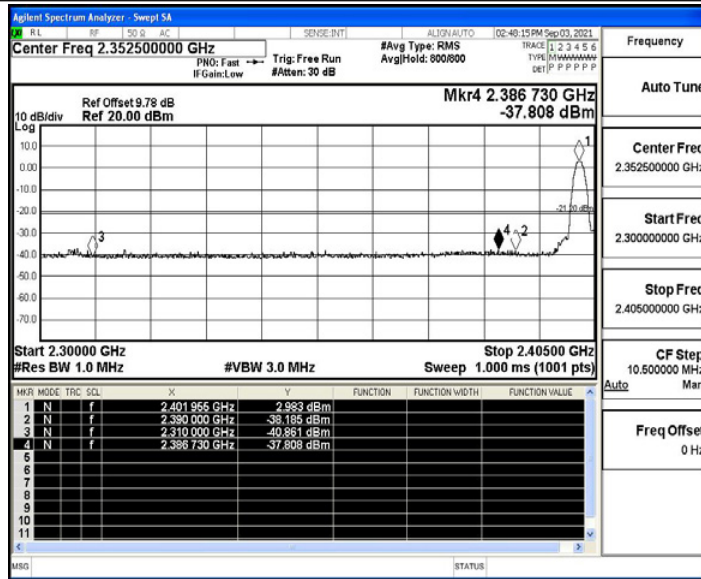 Agilent Spectrum Analyzer - Swept SA
RL RF 50 Ω AC SENSE:INT ALIGN AUTO 02:48:15 PM Sep 03, 2021
Center Freq 2.352500000 GHz
PNO: Fast Trig: Free Run
IFGain:Low #Atten: 30 dB
#Avg Type: RMS
Avg|Hold: 800/800
TRACE 1 2 3 4 5 6
TYPE MWWWWW
DET P P P P P P
Ref Offset 9.78 dB
10 dB/div Ref 20.00 dBm
Log
Mkr4 2.386 730 GHz
-37.808 dBm
10.0
0.00
-10.0
-20.0
-30.0
-40.0
-50.0
-60.0
-70.0
1
-21.20 dBm
3
4
2
Start 2.30000 GHz Stop 2.40500 GHz
#Res BW 1.0 MHz #VBW 3.0 MHz Sweep 1.000 ms (1001 pts)
MKR MODE TRC SCL X Y FUNCTION FUNCTION WIDTH FUNCTION VALUE
1 N f 2.401 955 GHz 2.983 dBm
2 N f 2.390 000 GHz -38.185 dBm
3 N f 2.310 000 GHz -40.861 dBm
4 N f 2.386 730 GHz -37.808 dBm
5
6
7
8
9
10
11
MSG STATUS
Frequency
Auto Tune
Center Freq
2.352500000 GHz
Start Freq
2.300000000 GHz
Stop Freq
2.405000000 GHz
CF Step
10.500000 MHz
Auto Man
Freq Offset
0 Hz